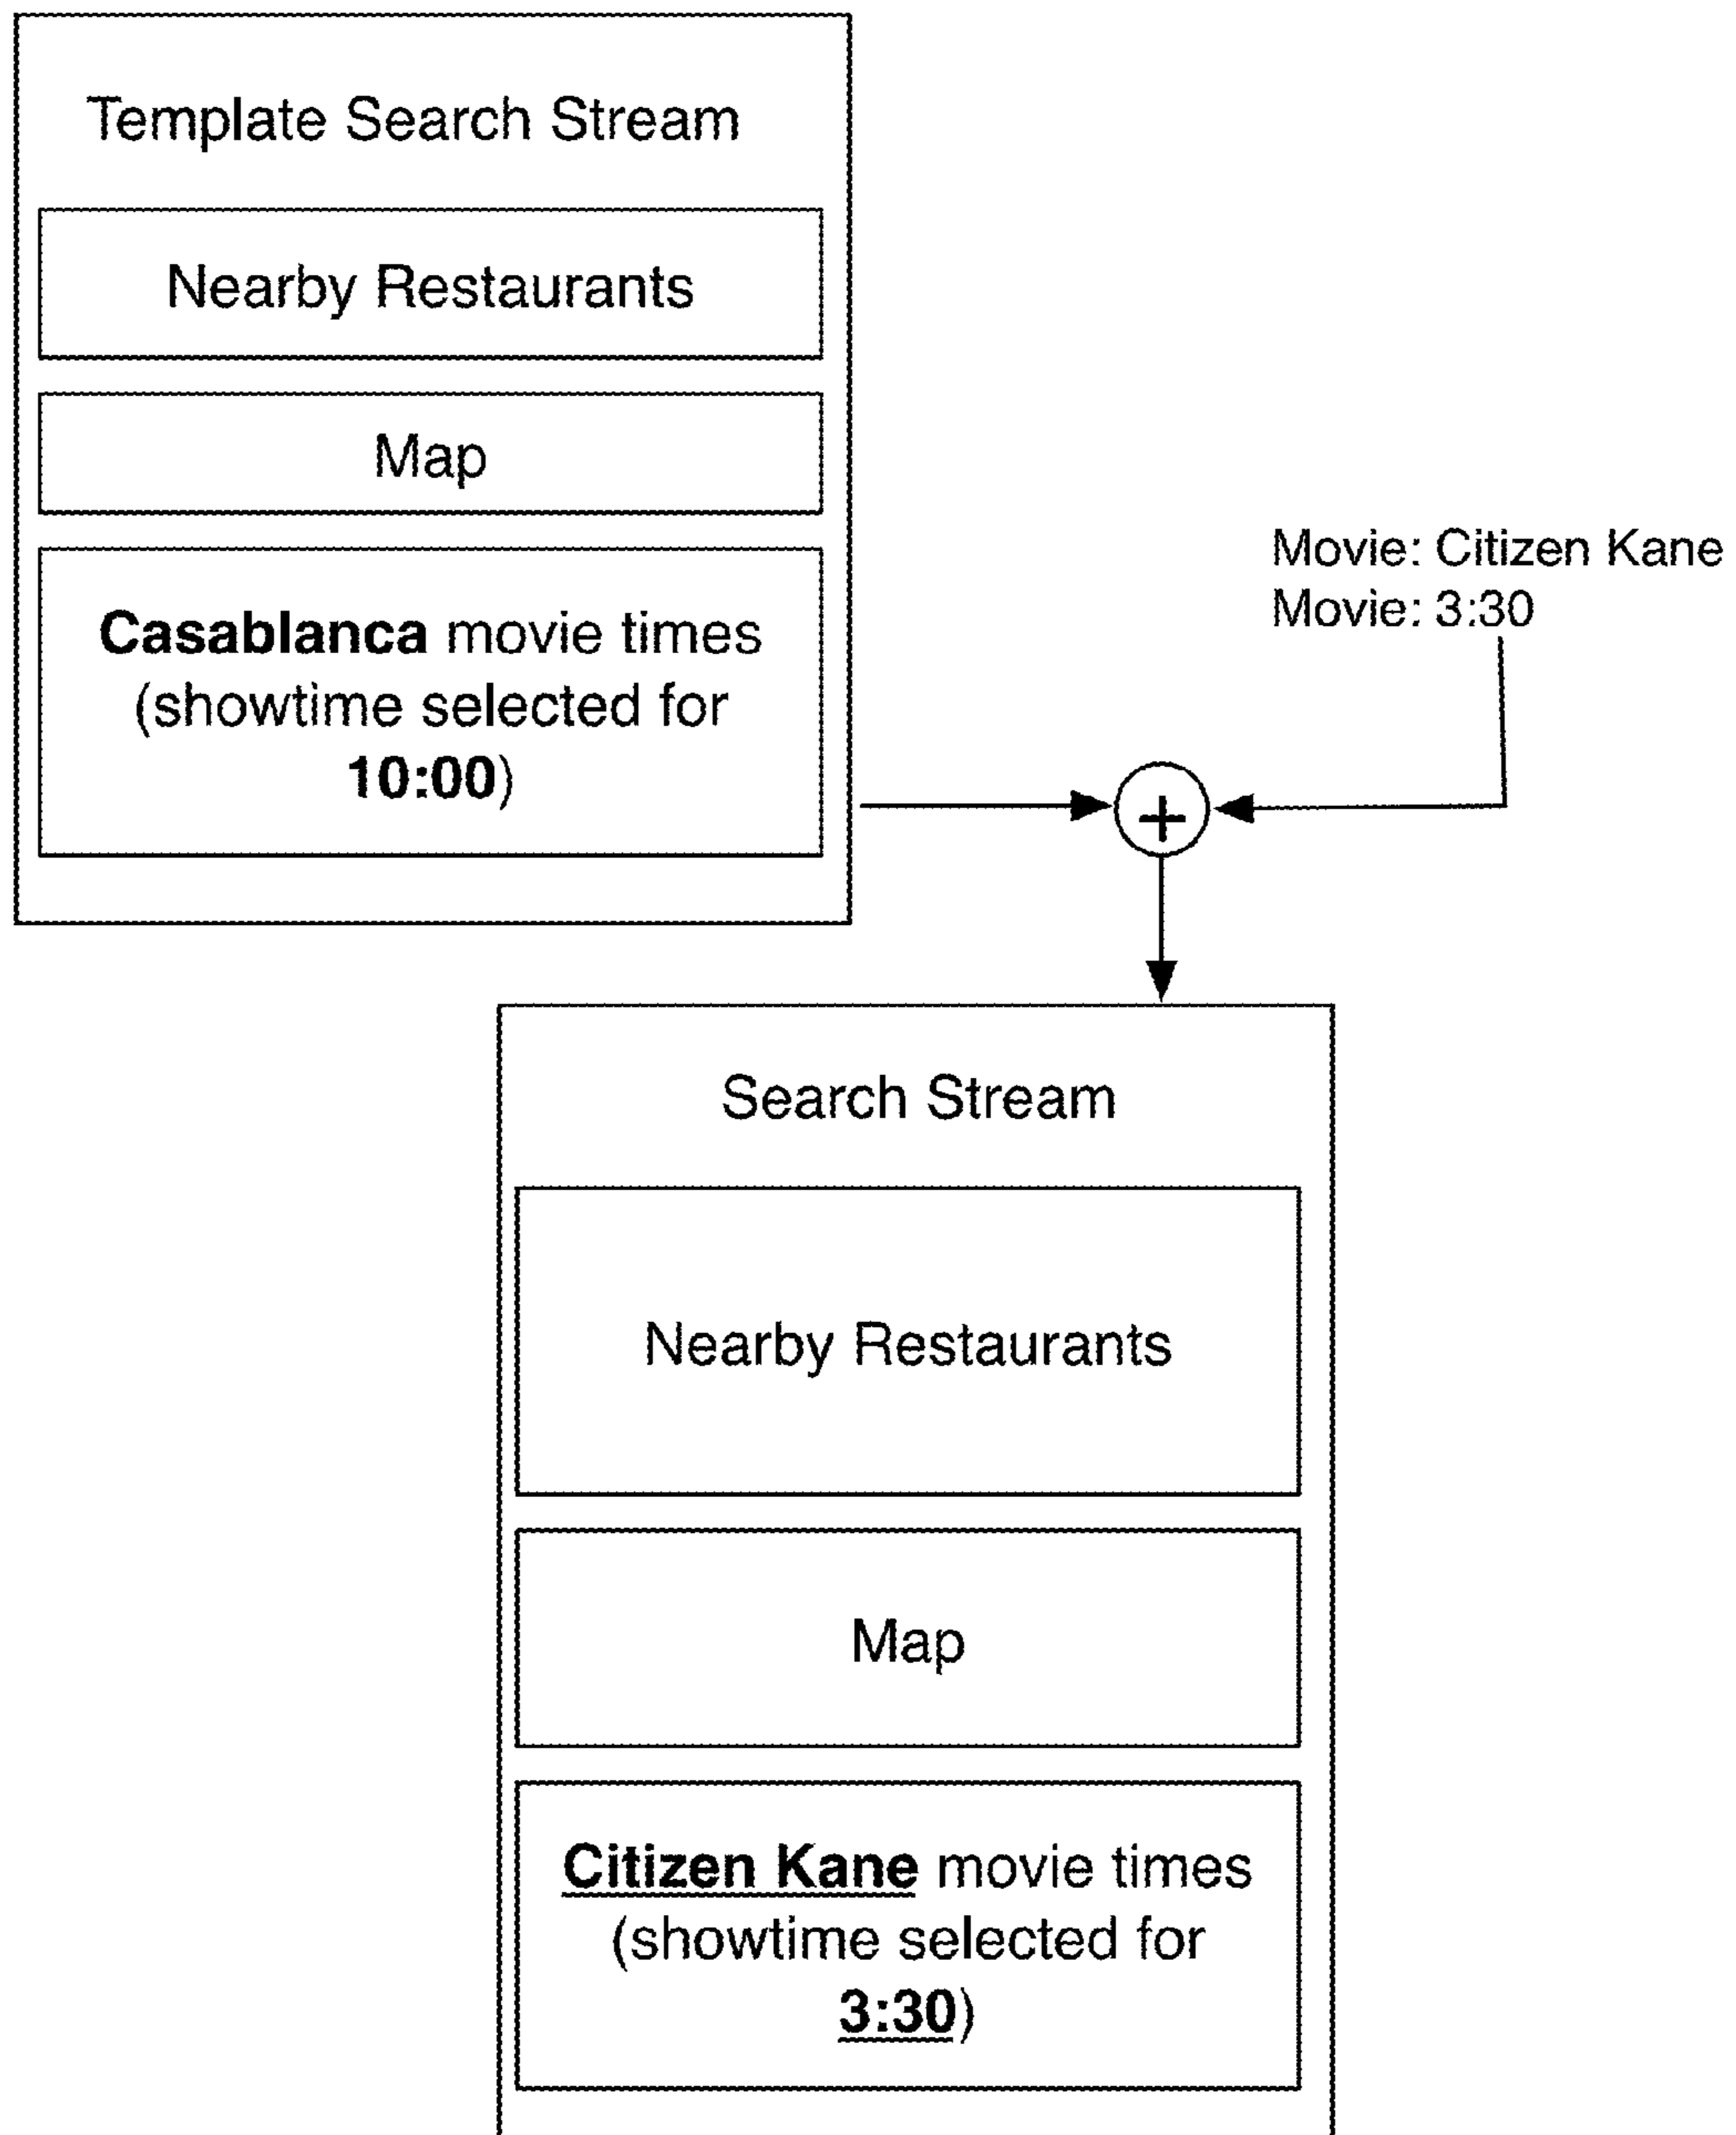 Template Search Stream
Nearby Restaurants
Map
Casablanca movie times
(showtime selected for
10:00)
Movie: Citizen Kane
Movie: 3:30
+
Search Stream
Nearby Restaurants
Map
Citizen Kane movie times
(showtime selected for
3:30)